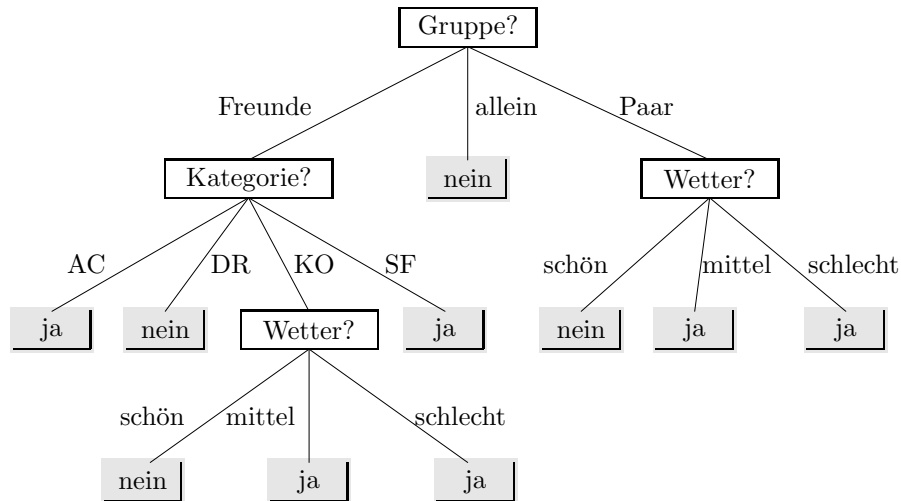 Gruppe?
Freunde allein Paar
Kategorie? nein Wetter?
AC DR KO SF schön mittel schlecht
ja nein Wetter? ja nein ja ja
schön mittel schlecht
nein ja ja